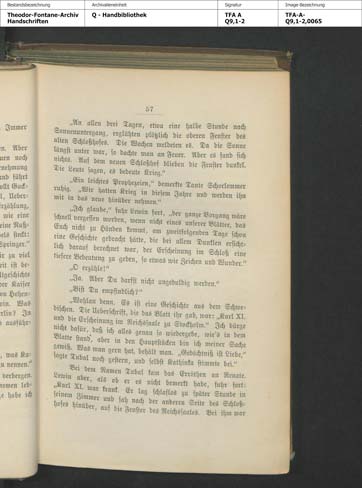 Bestandsbezeichnung
Theodor-Fontane-Archiv
Handschriften
Archivalieneinheit
Q - Handbibliothek
Signatur
TFA A
Q9,1-2
Image-Bezeichnung
TFA-A-
Q9,1-2,0065
57
„An allen drei Tagen, etwa eine halbe Stunde nach
Sonnenuntergang, erglühten plötzlich die oberen Fenster des
alten Schloßhofes. Die Wachen meldeten es. Da die Sonne
längst unter war, so dachte man an Feuer. Aber es fand sich
nichts. Auf dem neuen Schloßhof blieben die Fenster dunkel.
Die Leute sagen, es bedeute Krieg.“
„Ein leichtes Prophezeien,“ bemerkte Tante Schorlemmer
ruhig. „Wir hatten Krieg in diesem Jahre und werden ihn
mit in das neue hinüber nehmen.“
„Ich glaube,“ fuhr Lewin fort, „der ganze Vorgang wäre
schnell vergessen worden, wenn nicht eines unserer Blätter, das
Euch nicht zu Händen kommt, am zweitfolgenden Tage schon
eine Geschichte gebracht hätte, die bei allem Dunklen ersicht-
lich darauf berechnet war, der Erscheinung im Schloß eine
tiefere Bedeutung zu geben, so etwas wie Zeichen und Wunder.“
„O erzähle!“
„Ja. Aber Du darfst nicht ungeduldig werden.“
„Bist Du empfindlich?“
„Wohlan denn. Es ist eine Geschichte aus dem Schwe-
dischen. Die Ueberschrift, die das Blatt ihr gab, war: „Karl XI.
und die Erscheinung im Reichssaale zu Stockholm.“ Ich bürge
nicht dafür, daß ich alles genau so wiedergebe, wie's in dem
Blatte stand, aber in den Hauptstücken bin ich meiner Sache
gewiß. Was man gern hat, behält man. „Gedächtniß ist Liebe,“
sagte Tubal noch gestern, und selbst Kathinka stimmte bei.“
Bei dem Namen Tubal kam das Erröthen an Renate.
Lewin aber, als ob er es nicht bemerkt habe, fuhr fort:
„Karl XI. war krank. Er lag schlaflos zu später Stunde in
seinem Zimmer und sah nach der anderen Seite des Schloß-
hofes hinüber, auf die Fenster des Reichssaales. Bei ihm war